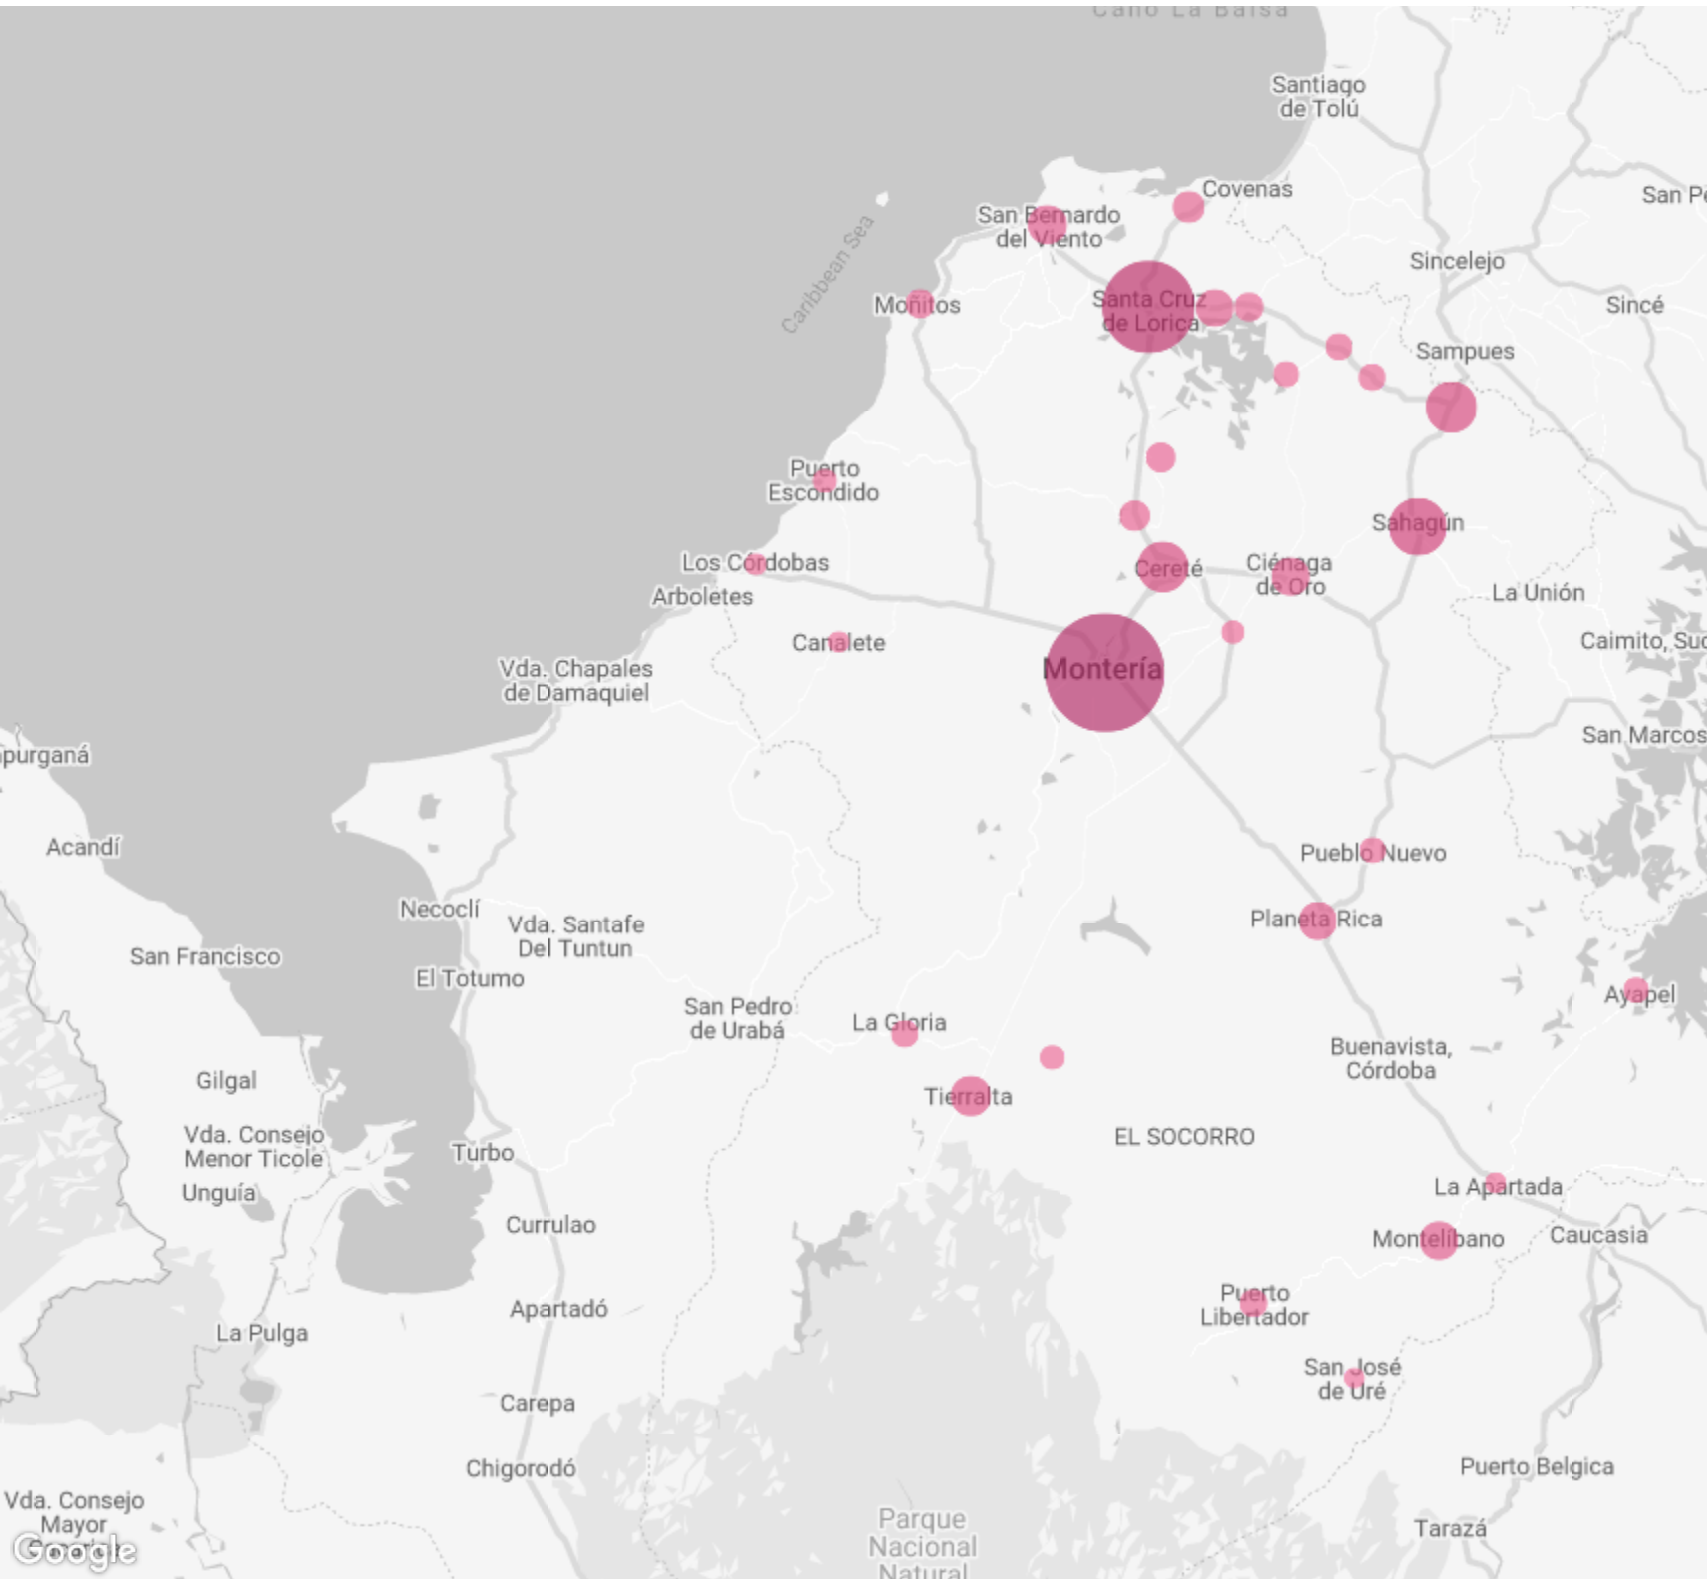 Caño La Balsa
Santiago
de Tolú
Covenas
San Bernardo
del Viento
Caribbean Sea
Moñitos
Santa Cruz
de Lorica
Sincelejo
Sincé
Sampues
Puerto
Escondido
Sahagún
Los Córdobas
Cereté
Ciénaga
de Oro
Arboletes
La Unión
Canalete
Montería
Vda. Chapales
de Damaquiel
San Marcos
Acandí
Pueblo Nuevo
Necoclí
Vda. Santafe
Del Tuntun
Planeta Rica
San Francisco
El Totumo
Ayapel
San Pedro
de Urabá
La Gloria
Buenavista,
Córdoba
Gilgal
Tierralta
EL SOCORRO
Vda. Consejo
Menor Ticole
Turbo
Unguía
La Apartada
Currulao
Montelíbano
Caucasia
Puerto
Libertador
Apartadó
La Pulga
San José
de Uré
Carepa
Chigorodó
Puerto Belgica
Vda. Consejo
Mayor
Google
Parque
Nacional
Natural
Tarazá